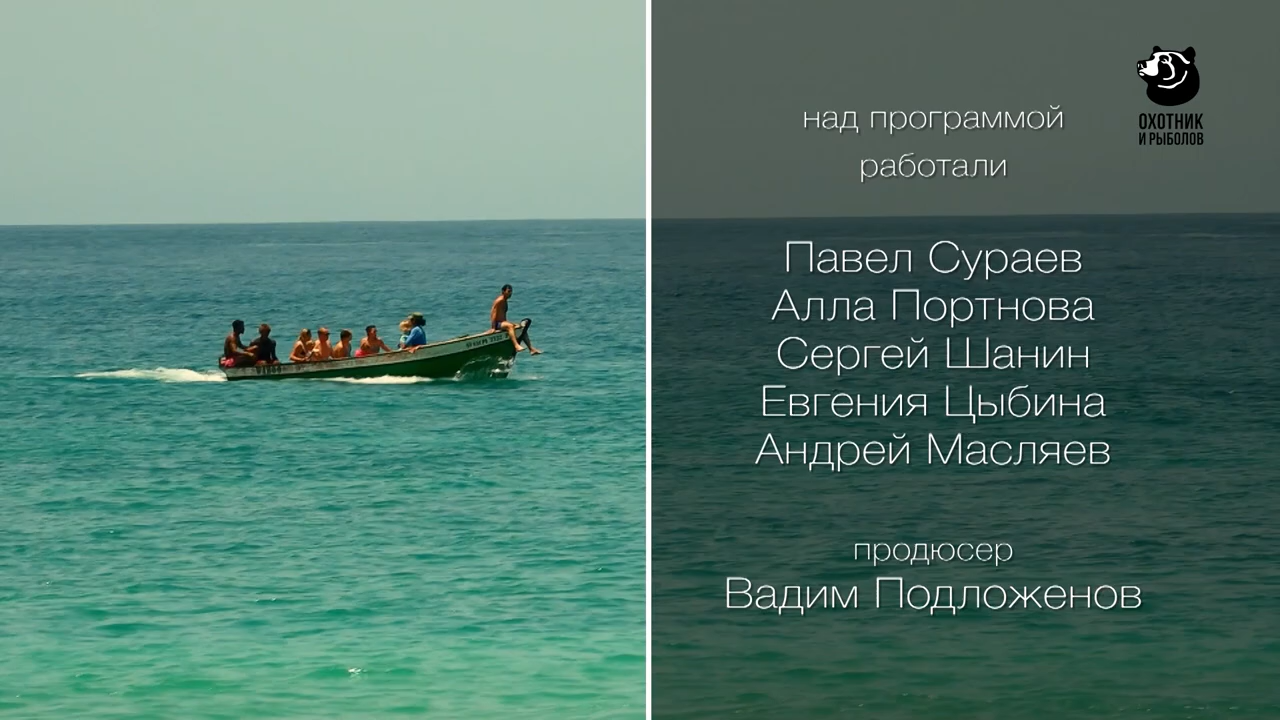 ОХОТНИК
И РЫБОЛОВ
над программой
работали
Павел Сураев
Алла Портнова
Сергей Шанин
Евгения Цыбина
Андрей Масляев
продюсер
Вадим Подложенов